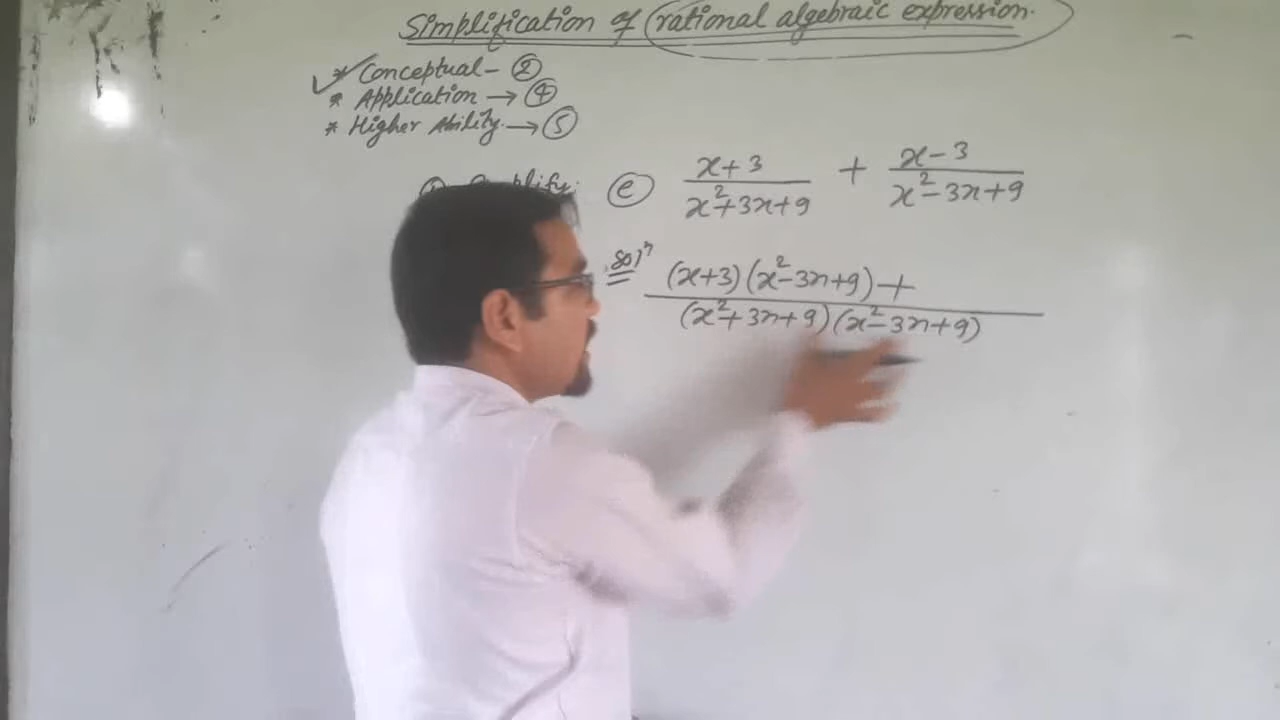 Simplification of rational algebraic expression.
* Conceptual - ②
* Application → ④
* Higher Ability. → ⑤
ⓔ (x+3)/(x²+3x+9) + (x-3)/(x²-3x+9)
Solⁿ
(x+3)(x²-3x+9) +
(x²+3x+9)(x²-3x+9)